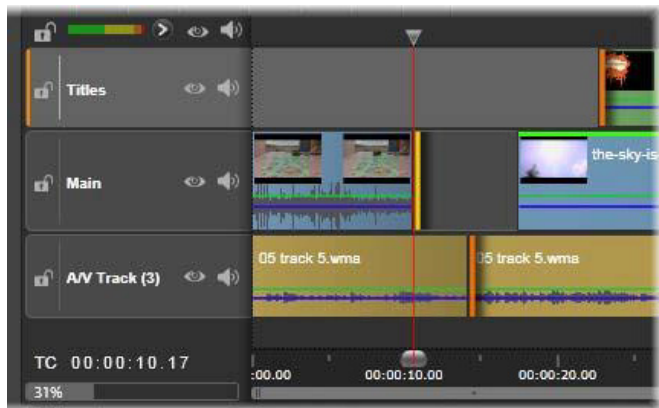 Titles
Main
the-sky-is
A/V Track (3)
05 track 5.wma
05 track 5.wma
TC 00:00:10.17
:00.00 00:00:10.00 00:00:20.00
31%